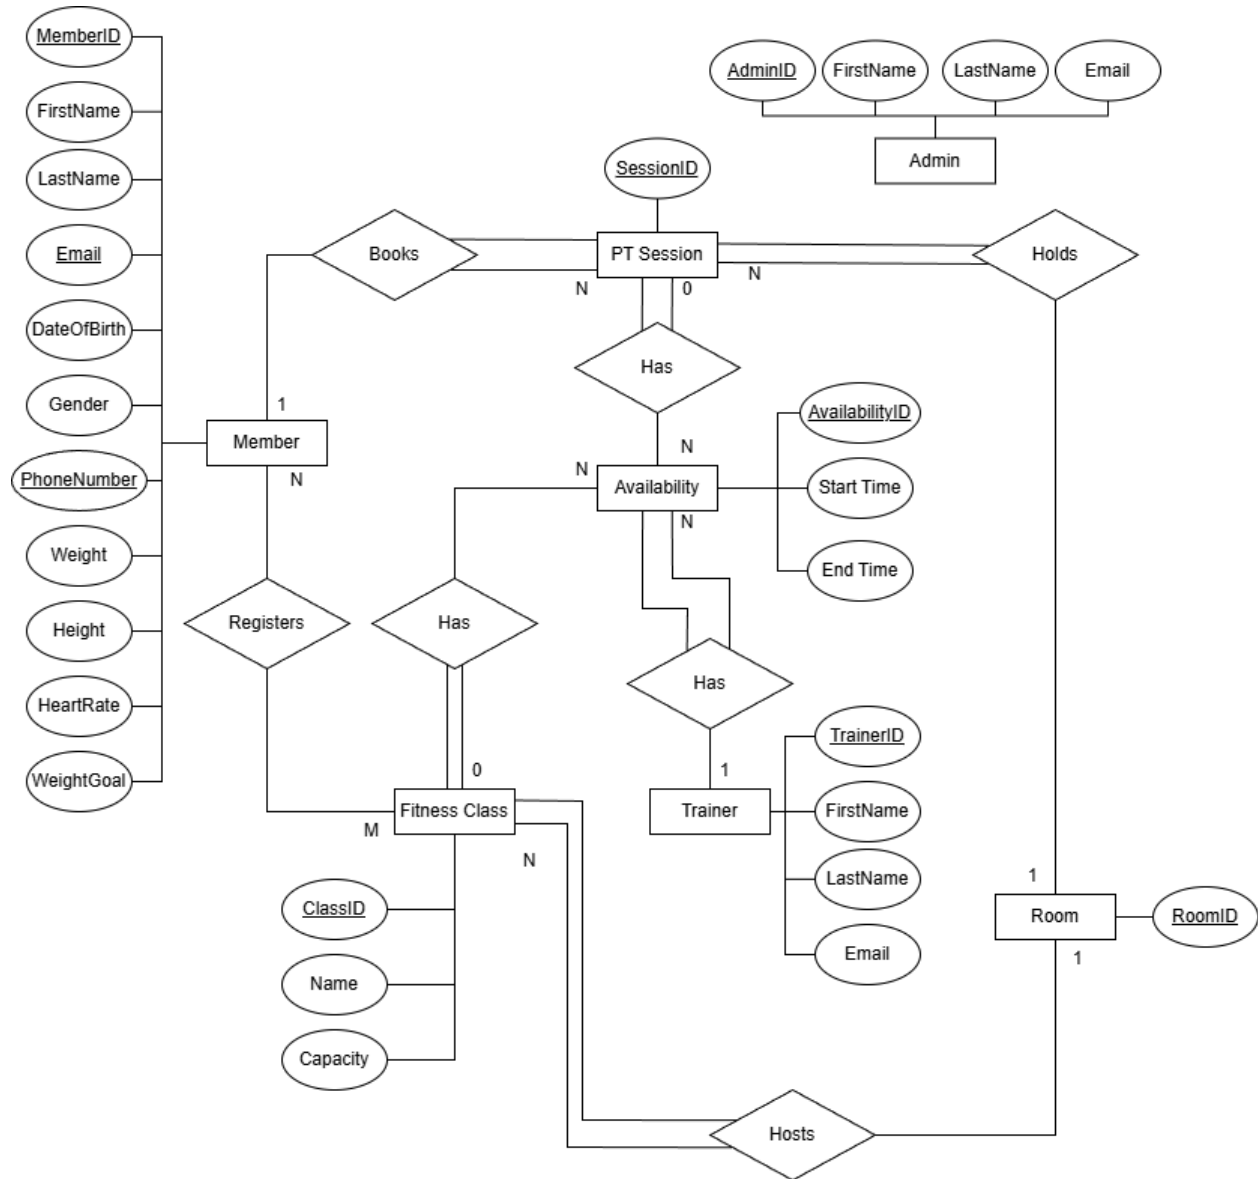 MemberID
FirstName
LastName
Email
DateOfBirth
Gender
PhoneNumber
Weight
Height
HeartRate
WeightGoal
AdminID
FirstName
LastName
Email
Admin
SessionID
PT Session
Books
N
0
N
Holds
Has
1
Member
N
N
N
Availability
N
AvailabilityID
Start Time
End Time
Registers
Has
Has
TrainerID
FirstName
LastName
Email
1
Trainer
0
Fitness Class
M
N
ClassID
Name
Capacity
1
Room
1
RoomID
Hosts